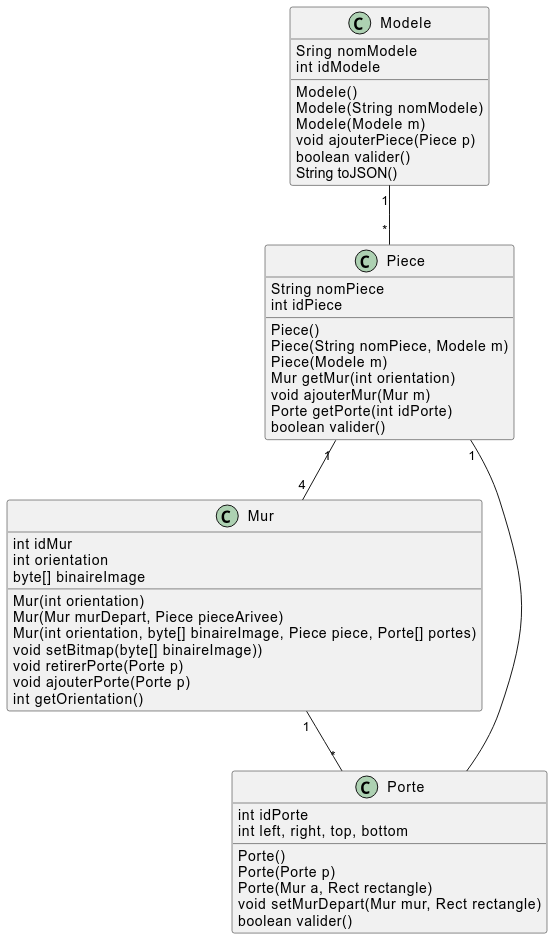 C Modele
Sring nomModele
int idModele
Modele()
Modele(String nomModele)
Modele(Modele m)
void ajouterPiece(Piece p)
boolean valider()
String toJSON()
1
*
C Piece
String nomPiece
int idPiece
Piece()
Piece(String nomPiece, Modele m)
Piece(Modele m)
Mur getMur(int orientation)
void ajouterMur(Mur m)
Porte getPorte(int idPorte)
boolean valider()
1
1
4
C Mur
int idMur
int orientation
byte[] binaireImage
Mur(int orientation)
Mur(Mur murDepart, Piece pieceArivee)
Mur(int orientation, byte[] binaireImage, Piece piece, Porte[] portes)
void setBitmap(byte[] binaireImage))
void retirerPorte(Porte p)
void ajouterPorte(Porte p)
int getOrientation()
1
*
C Porte
int idPorte
int left, right, top, bottom
Porte()
Porte(Porte p)
Porte(Mur a, Rect rectangle)
void setMurDepart(Mur mur, Rect rectangle)
boolean valider()